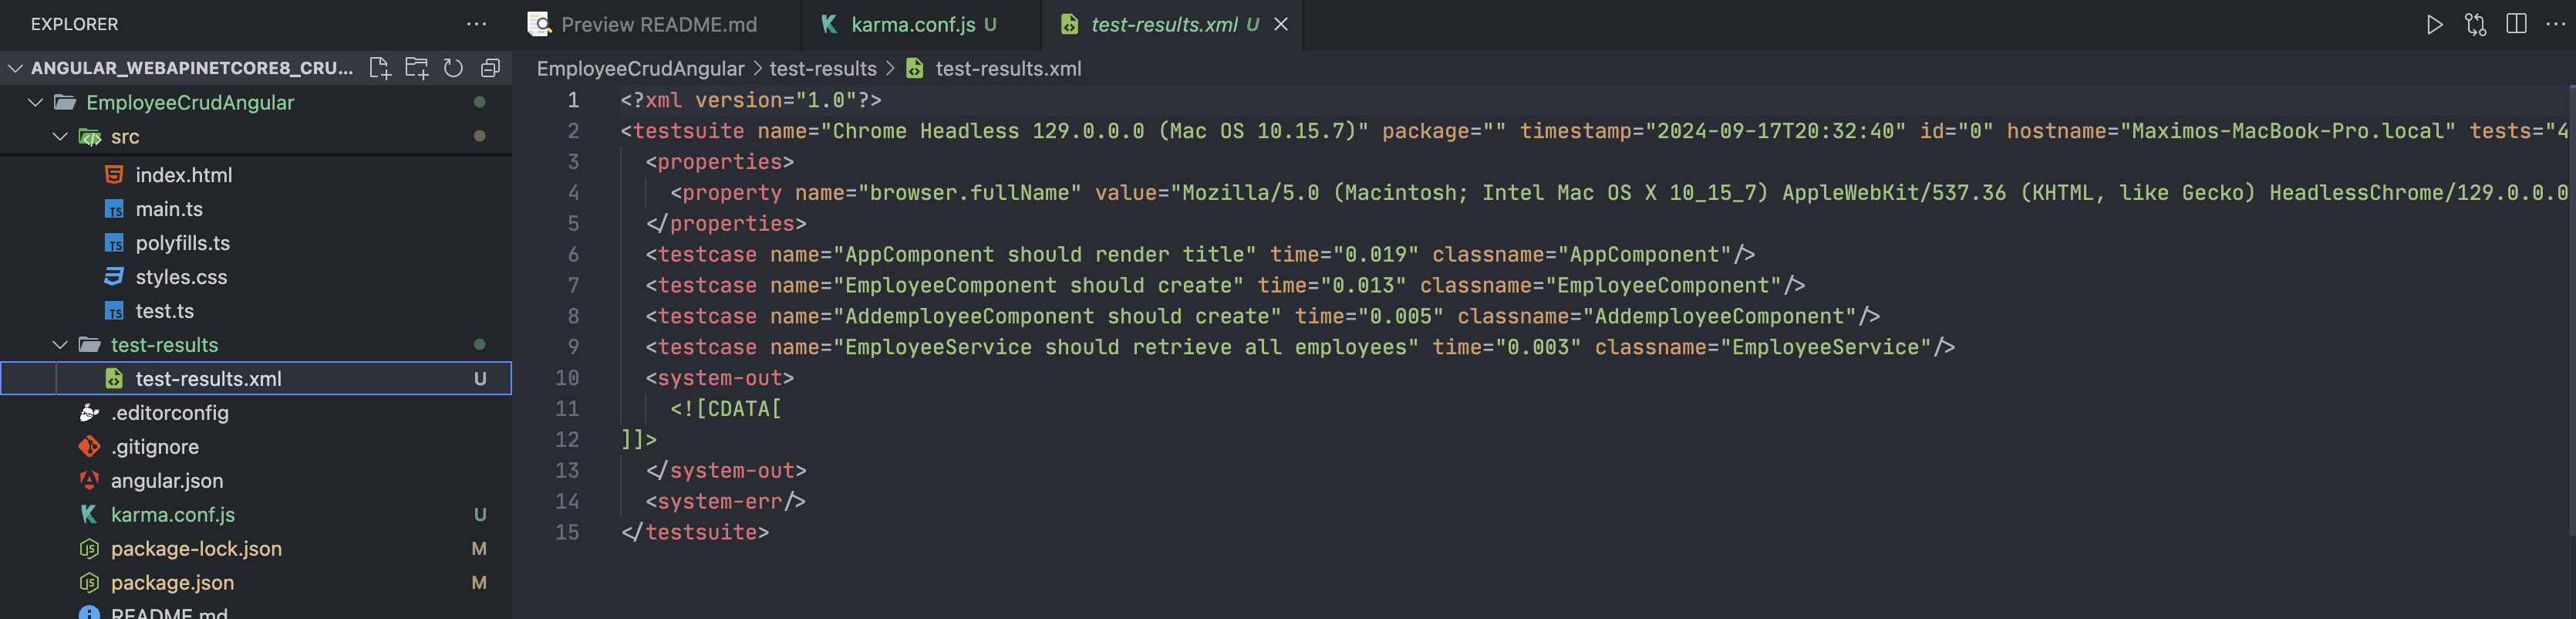 EXPLORER
Preview README.md
karma.conf.js U
test-results.xml U
ANGULAR_WEBAPINETCORE8_CRU...
EmployeeCrudAngular
src
index.html
main.ts
polyfills.ts
styles.css
test.ts
test-results
test-results.xml U
.editorconfig
.gitignore
angular.json
karma.conf.js U
package-lock.json M
package.json M
README.md
EmployeeCrudAngular > test-results > test-results.xml
1 <?xml version="1.0"?>
2 <testsuite name="Chrome Headless 129.0.0.0 (Mac OS 10.15.7)" package="" timestamp="2024-09-17T20:32:40" id="0" hostname="Maximos-MacBook-Pro.local" tests="4
3 <properties>
4 <property name="browser.fullName" value="Mozilla/5.0 (Macintosh; Intel Mac OS X 10_15_7) AppleWebKit/537.36 (KHTML, like Gecko) HeadlessChrome/129.0.0.0
5 </properties>
6 <testcase name="AppComponent should render title" time="0.019" classname="AppComponent"/>
7 <testcase name="EmployeeComponent should create" time="0.013" classname="EmployeeComponent"/>
8 <testcase name="AddemployeeComponent should create" time="0.005" classname="AddemployeeComponent"/>
9 <testcase name="EmployeeService should retrieve all employees" time="0.003" classname="EmployeeService"/>
10 <system-out>
11 <![CDATA[
12 ]]>
13 </system-out>
14 <system-err/>
15 </testsuite>